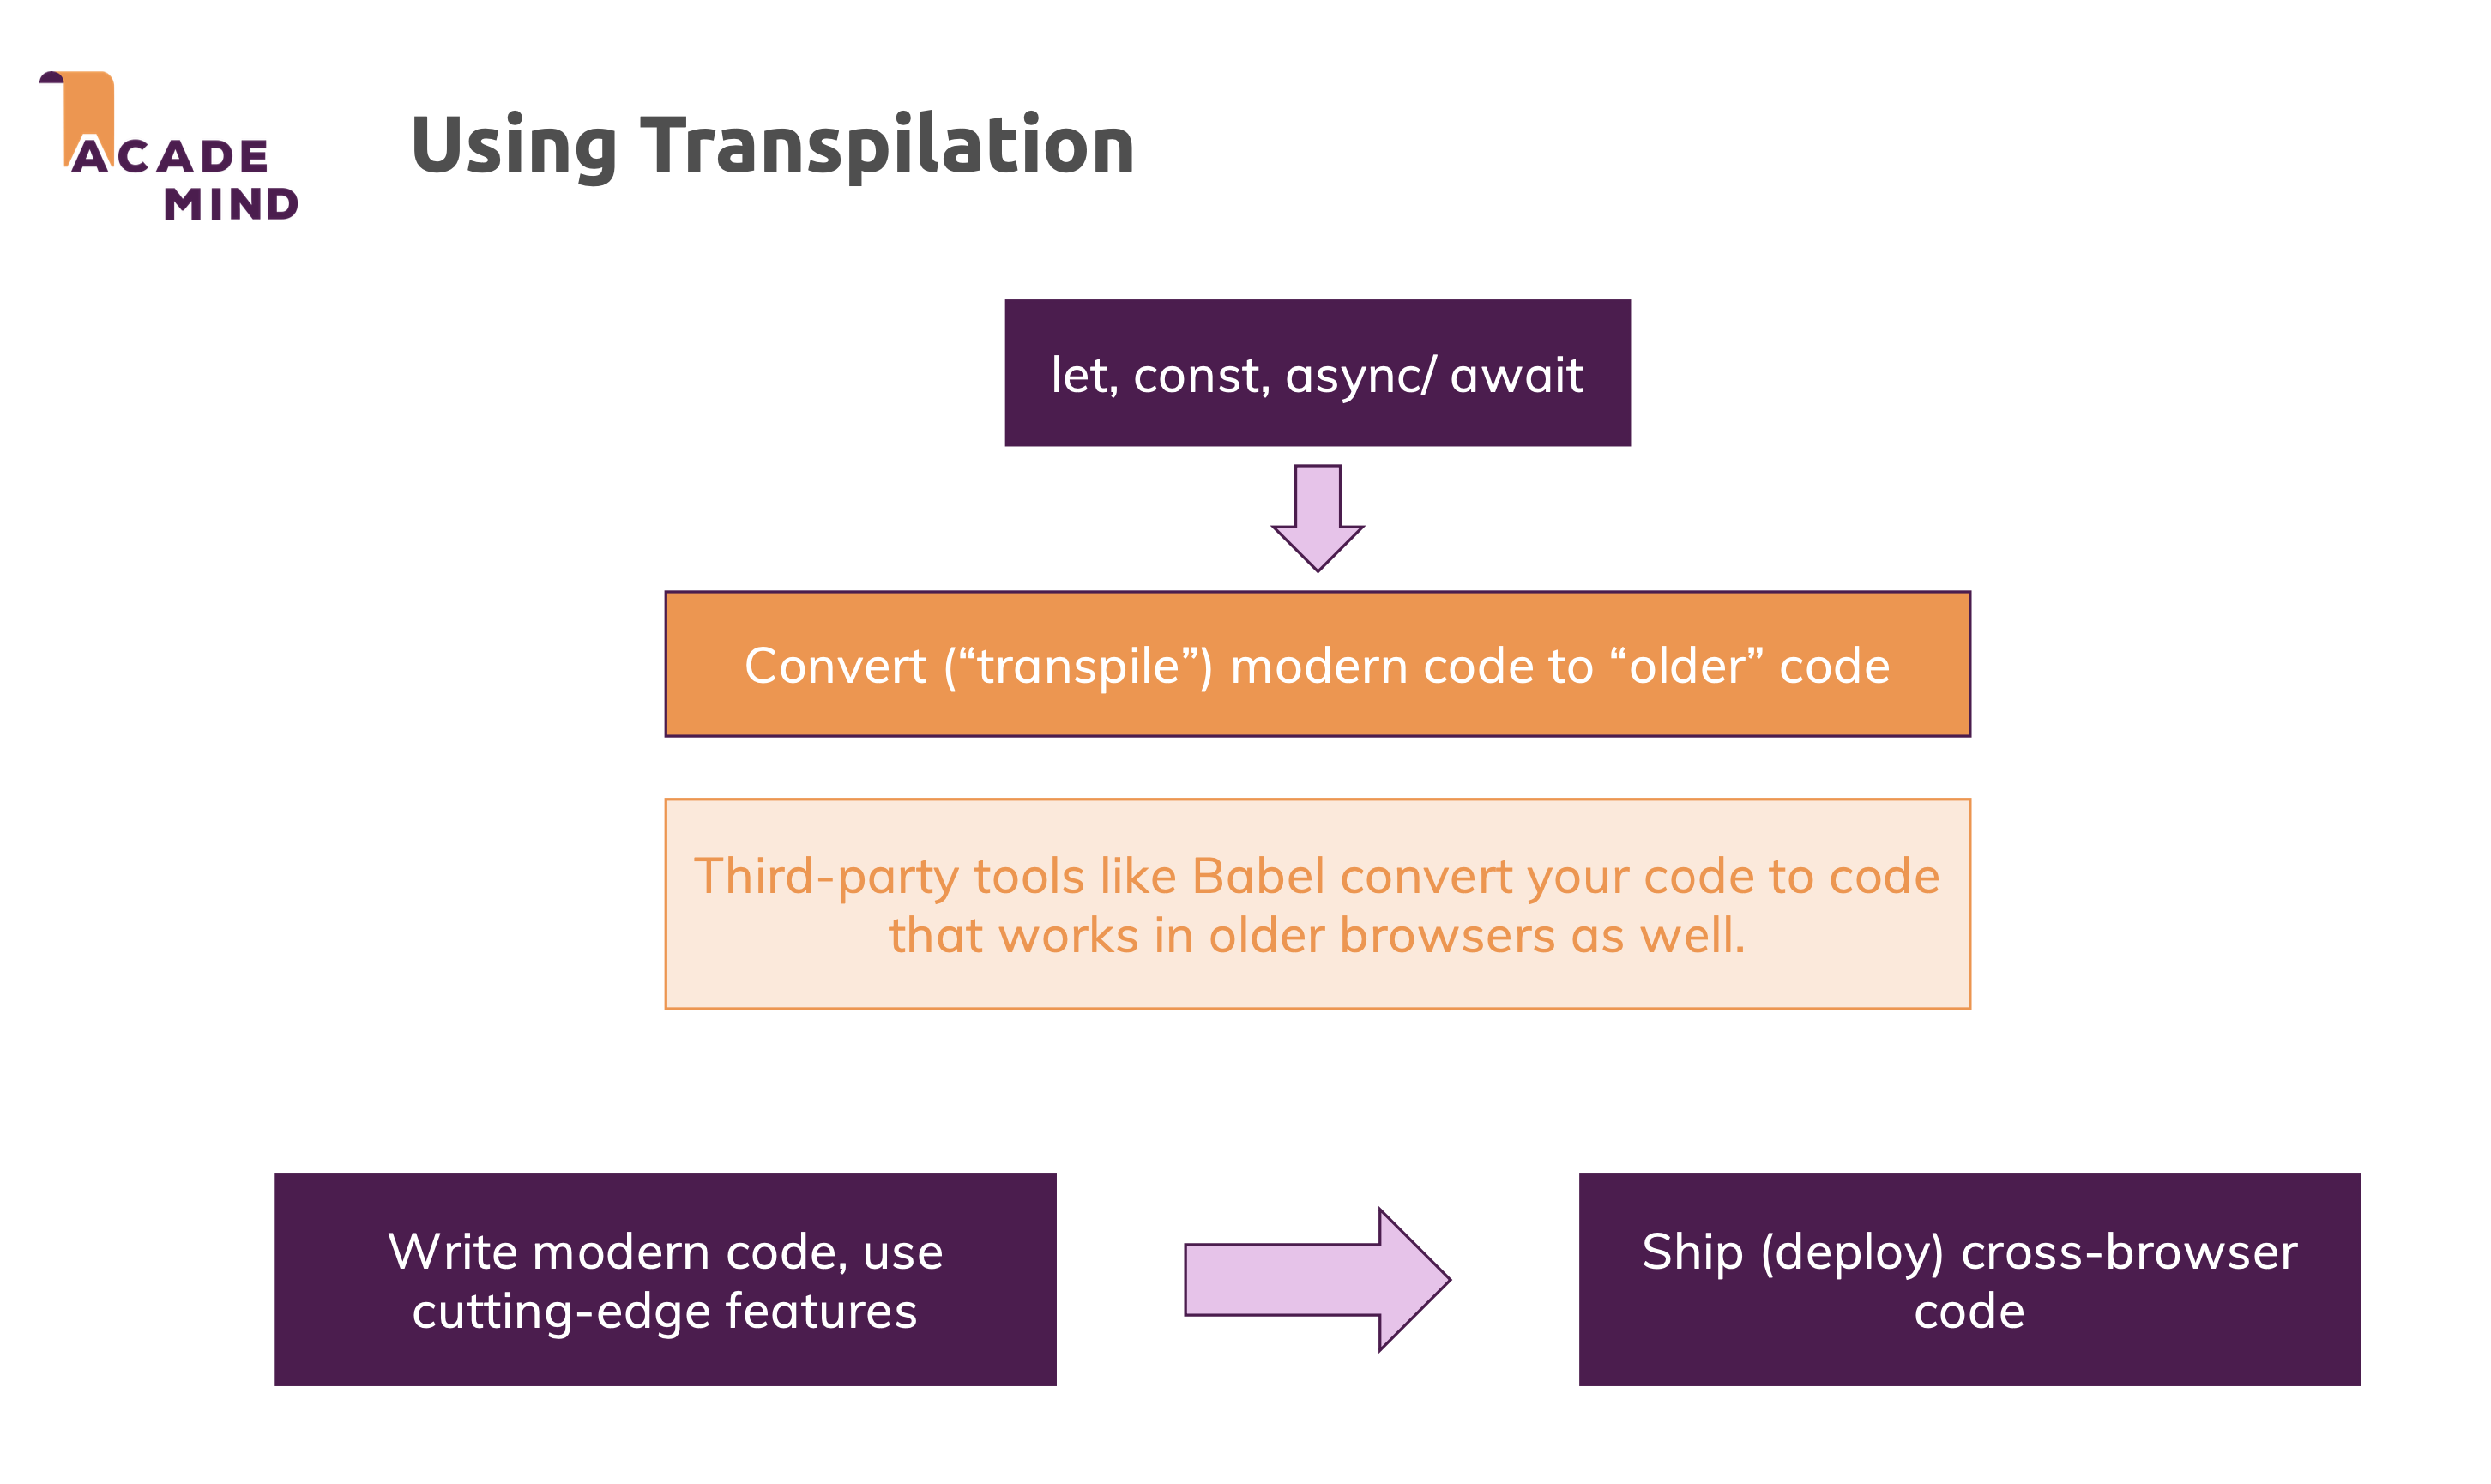 ACADE
MIND
Using Transpilation
let, const, async/ await
Convert (“transpile”) modern code to “older” code
Third-party tools like Babel convert your code to code
that works in older browsers as well.
Write modern code, use
cutting-edge features
Ship (deploy) cross-browser
code